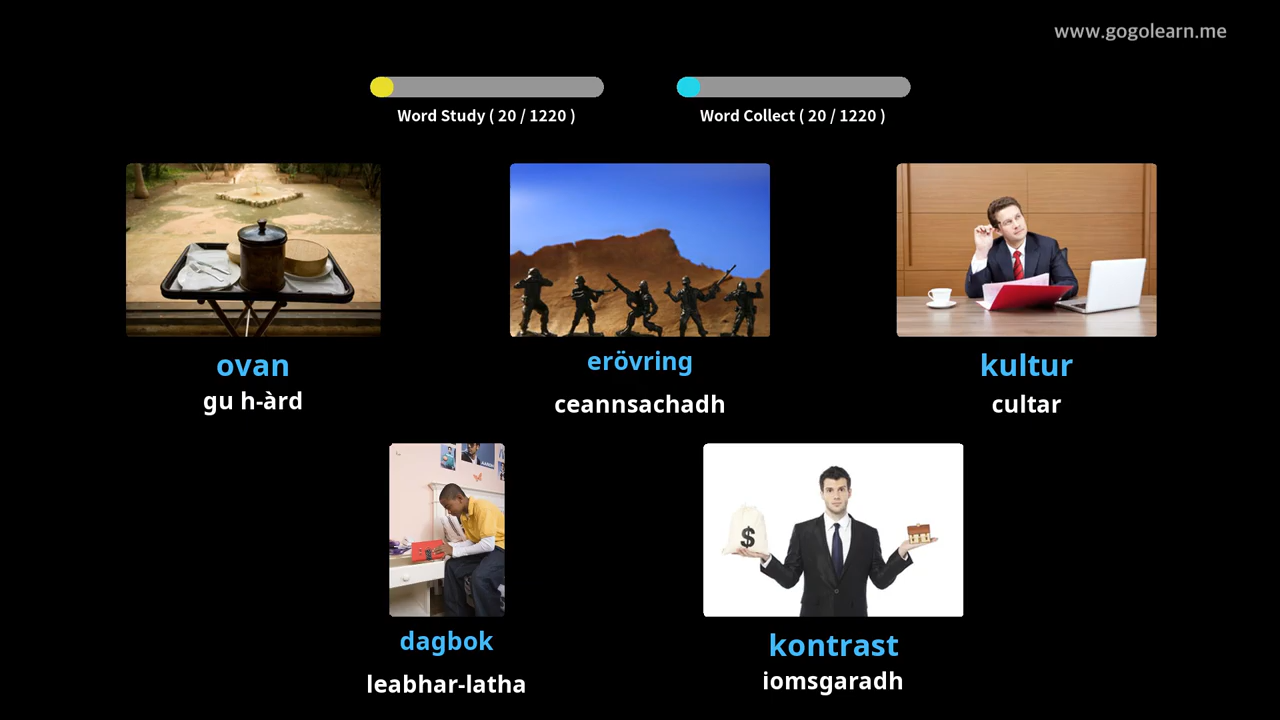 www.gogolearn.me
Word Study ( 20 / 1220 )
Word Collect ( 20 / 1220 )
ovan
gu h-àrd
erövring
ceannsachadh
kultur
cultar
$
dagbok
leabhar-latha
kontrast
iomsgaradh